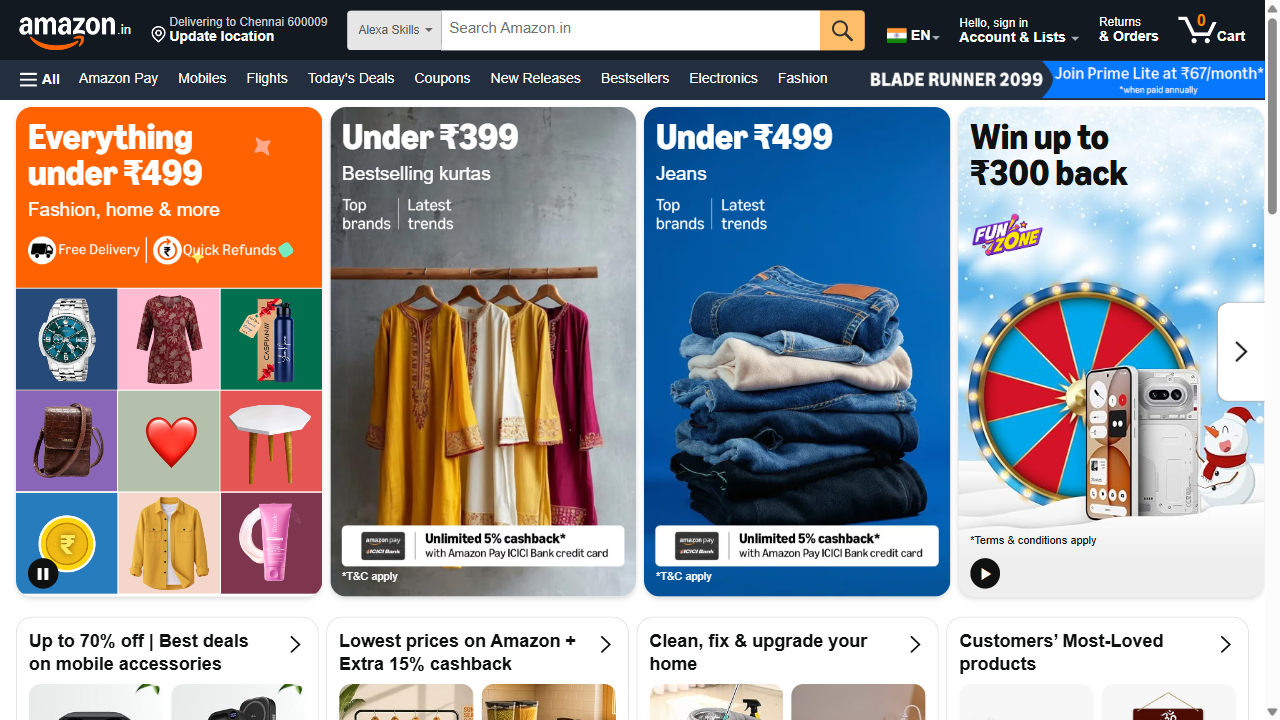 amazon.in
Delivering to Chennai 600009
Update location
Alexa Skills
Search Amazon.in
EN
Hello, sign in
Account & Lists
Returns
& Orders
0
Cart
All
Amazon Pay
Mobiles
Flights
Today's Deals
Coupons
New Releases
Bestsellers
Electronics
Fashion
BLADE RUNNER 2099
Join Prime Lite at ₹67/month*
*when paid annually
Everything
under ₹499
Fashion, home & more
Free Delivery
₹
Quick Refunds
CASPIAN
₹
Under ₹399
Bestselling kurtas
Top
brands
Latest
trends
amazon pay
ICICI Bank
Unlimited 5% cashback*
with Amazon Pay ICICI Bank credit card
*T&C apply
Under ₹499
Jeans
Top
brands
Latest
trends
amazon pay
ICICI Bank
Unlimited 5% cashback*
with Amazon Pay ICICI Bank credit card
*T&C apply
Win up to
₹300 back
FUN
ZONE
*Terms & conditions apply
Up to 70% off | Best deals
on mobile accessories
Lowest prices on Amazon +
Extra 15% cashback
Clean, fix & upgrade your
home
Customers’ Most-Loved
products
ॐ